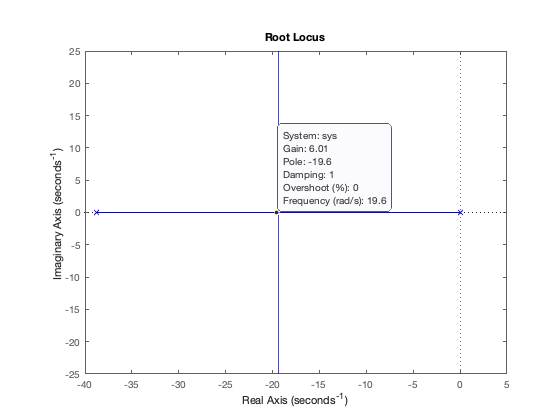 Root Locus
25
20
15
10
5
0
-5
-10
-15
-20
-25
Imaginary Axis (seconds⁻¹)
System: sys
Gain: 6.01
Pole: -19.6
Damping: 1
Overshoot (%): 0
Frequency (rad/s): 19.6
-40 -35 -30 -25 -20 -15 -10 -5 0 5
Real Axis (seconds⁻¹)